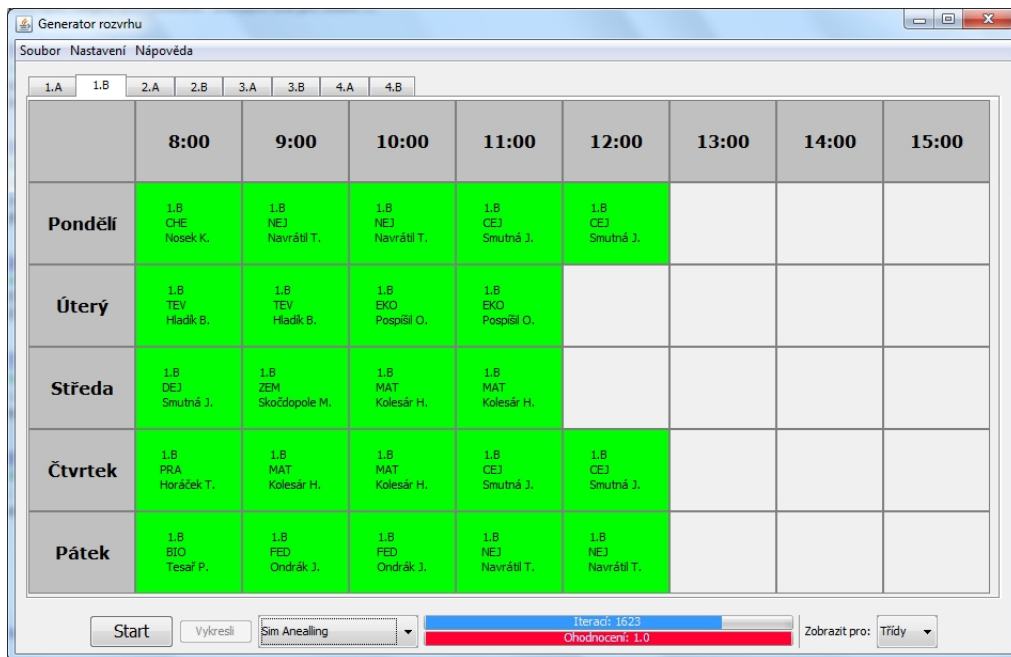 Generator rozvrhu
Soubor Nastavení Nápověda
1.A 1.B 2.A 2.B 3.A 3.B 4.A 4.B
8:00 9:00 10:00 11:00 12:00 13:00 14:00 15:00
1.B 1.B 1.B 1.B 1.B
Pondělí CHE NEJ NEJ CEJ CEJ
Nosek K. Navrátil T. Navrátil T. Smutná J. Smutná J.
1.B 1.B 1.B 1.B
Úterý TEV TEV EKO EKO
Hladík B. Hladík B. Pospíšil O. Pospíšil O.
1.B 1.B 1.B 1.B
Středa DEJ ZEM MAT MAT
Smutná J. Skočdopole M. Kolesár H. Kolesár H.
1.B 1.B 1.B 1.B 1.B
Čtvrtek PRA MAT MAT CEJ CEJ
Horáček T. Kolesár H. Kolesár H. Smutná J. Smutná J.
1.B 1.B 1.B 1.B 1.B
Pátek BIO FED FED NEJ NEJ
Tesař P. Ondrák J. Ondrák J. Navrátil T. Navrátil T.
Iterací: 1623
Start Vykresli Sim Anealling Zobrazit pro: Třídy
Ohodnocení: 1.0